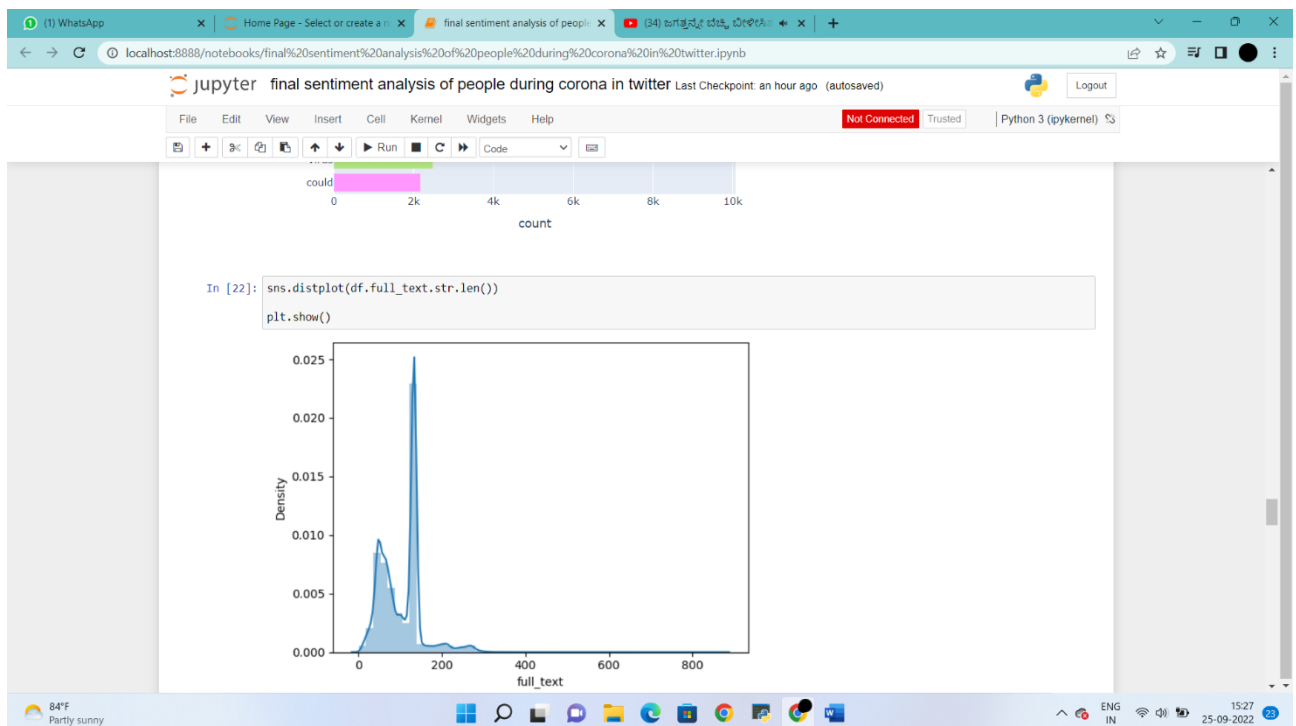 (1) WhatsApp
Home Page - Select or create a n
final sentiment analysis of people
(34) ಜಗತ್ತನ್ನೇ ಬೆಚ್ಚಿ ಬೀಳಿಸಿದ
localhost:8888/notebooks/final%20sentiment%20analysis%20of%20people%20during%20corona%20in%20twitter.ipynb
jupyter final sentiment analysis of people during corona in twitter Last Checkpoint: an hour ago (autosaved)
Logout
File Edit View Insert Cell Kernel Widgets Help
Not Connected Trusted Python 3 (ipykernel)
Run Code
could
0 2k 4k 6k 8k 10k
count
In [22]: sns.distplot(df.full_text.str.len())
plt.show()
0.025
0.020
0.015
Density
0.010
0.005
0.000
0 200 400 600 800
full_text
84°F
Partly sunny
ENG
IN
15:27
25-09-2022
23